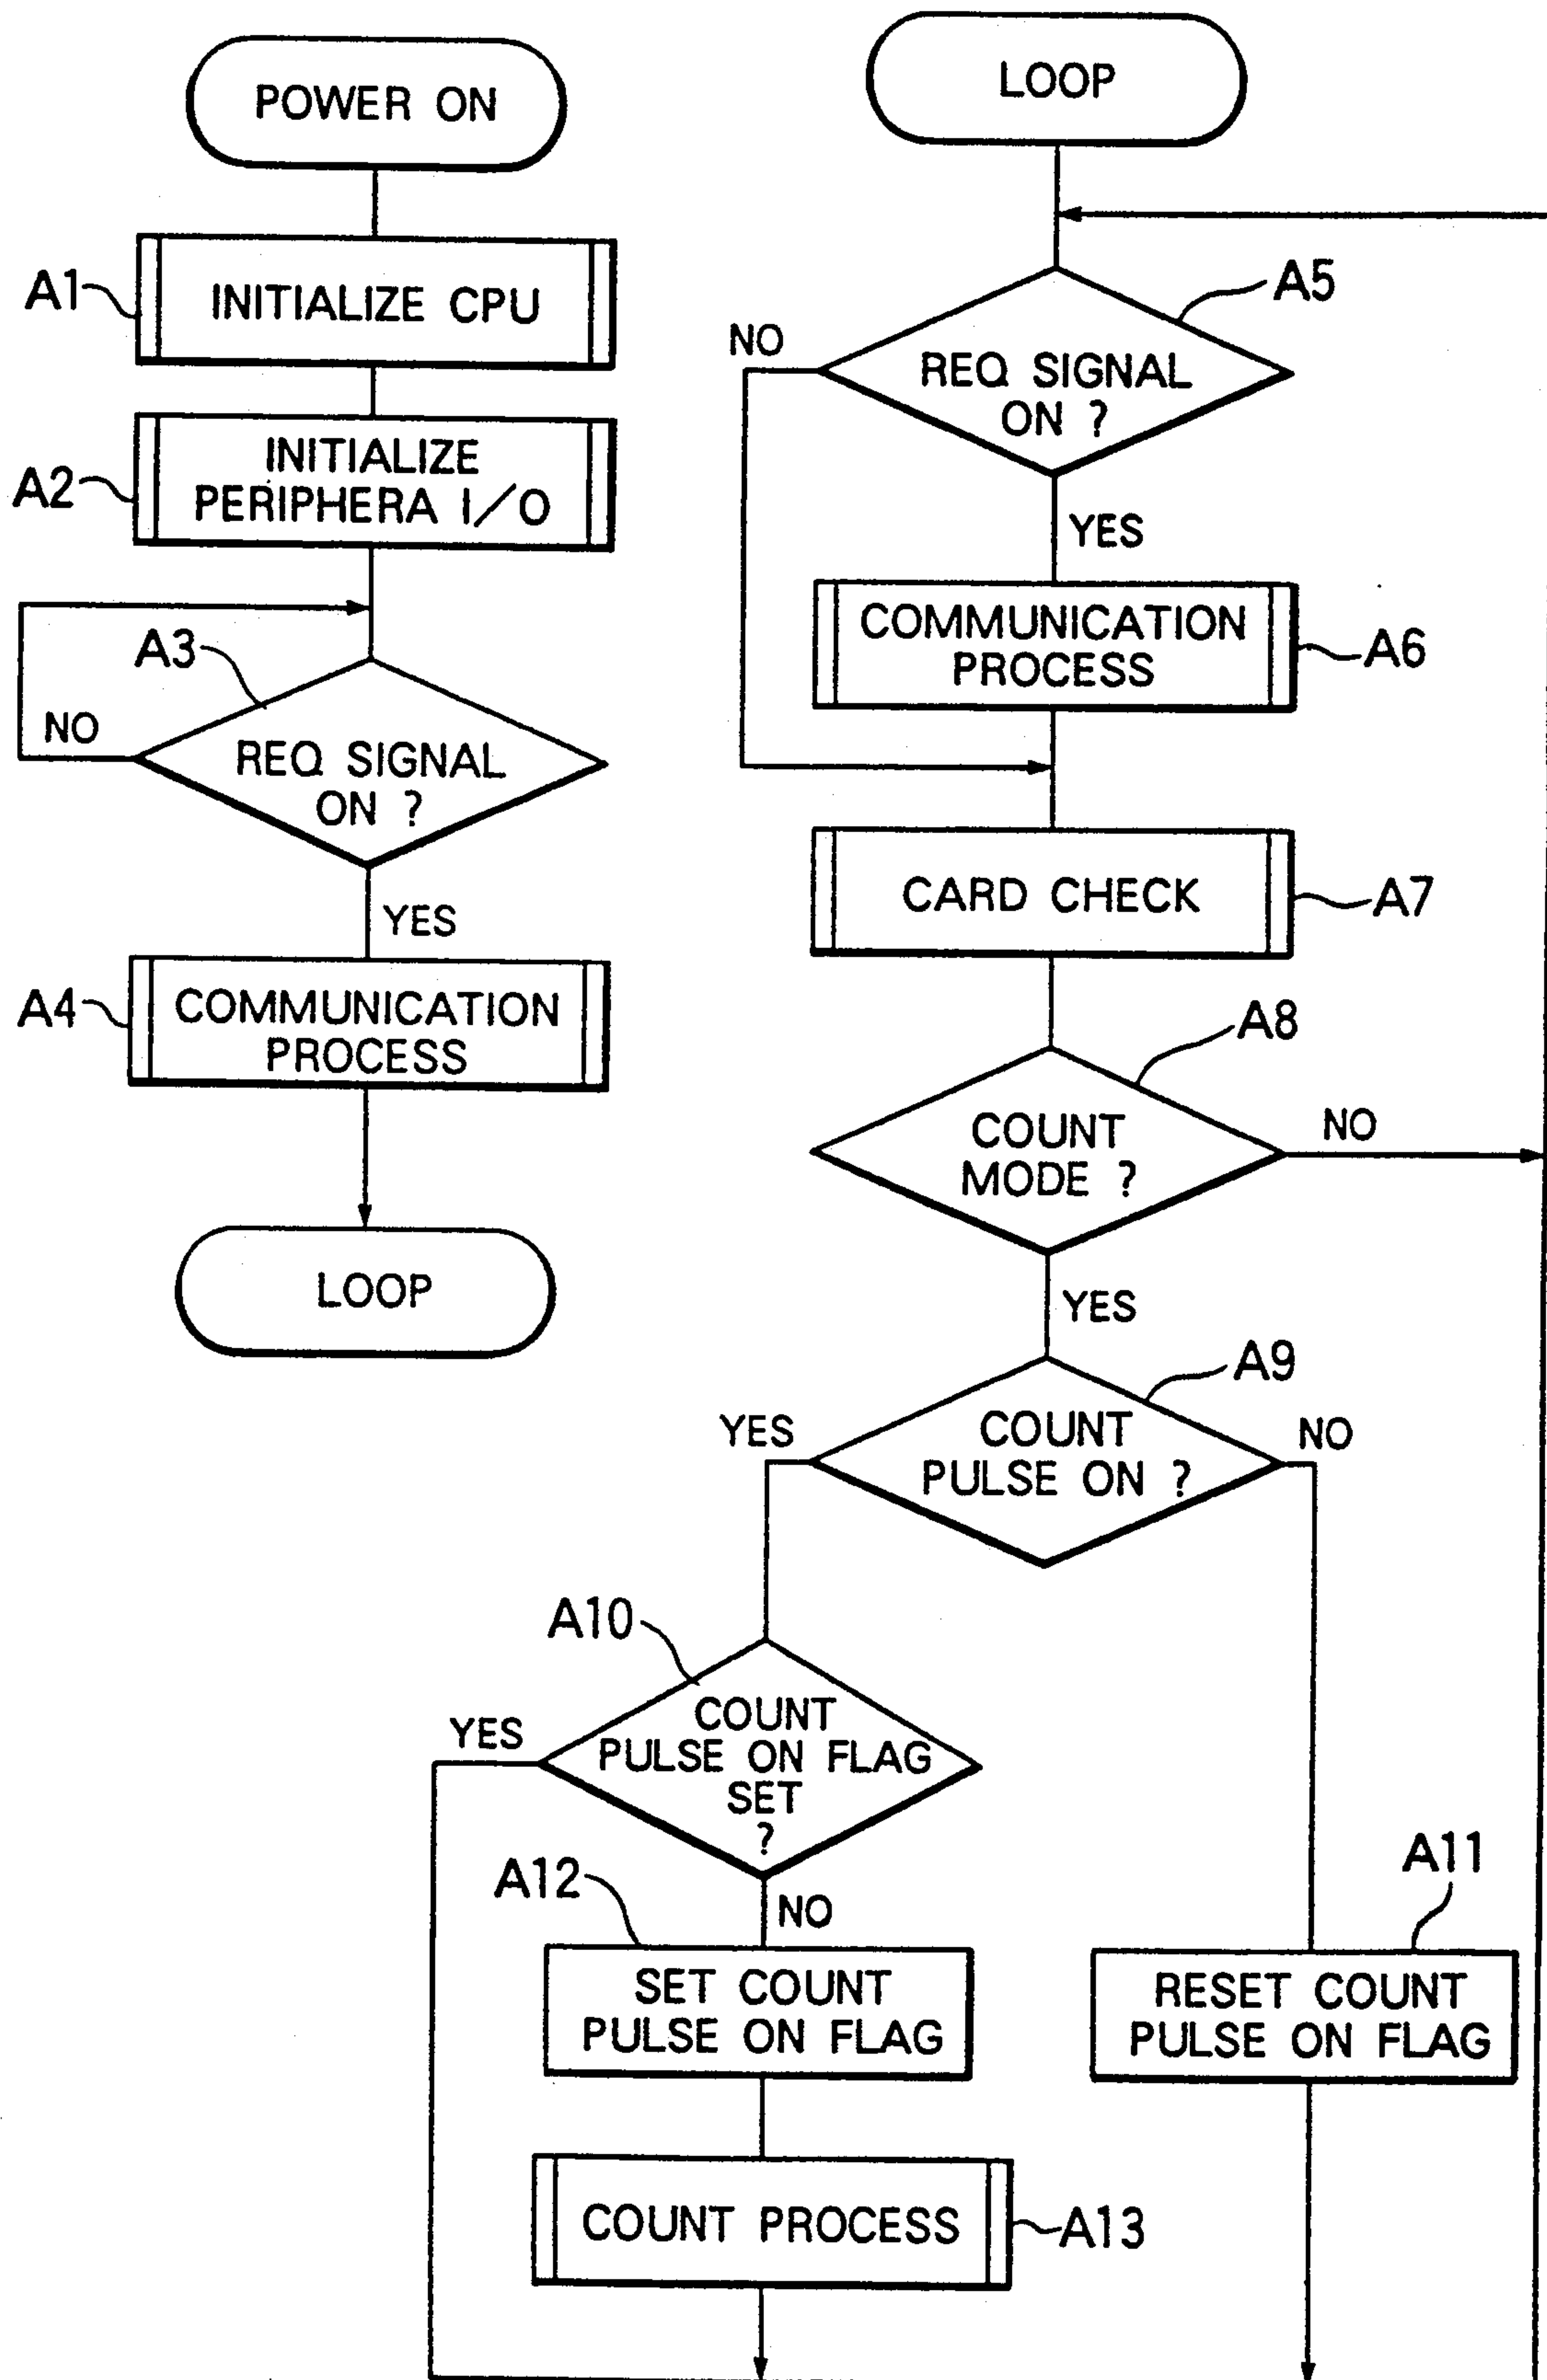 POWER ON
A1
INITIALIZE CPU
A2
INITIALIZE
PERIPHERA I/O
A3
NO
REQ SIGNAL
ON ?
YES
A4
COMMUNICATION
PROCESS
LOOP
LOOP
A5
NO
REQ SIGNAL
ON ?
YES
COMMUNICATION
PROCESS
A6
CARD CHECK
A7
A8
COUNT
MODE ?
NO
YES
A9
YES
COUNT
PULSE ON ?
NO
A10
YES
COUNT
PULSE ON FLAG
SET
?
A12
NO
A11
SET COUNT
PULSE ON FLAG
RESET COUNT
PULSE ON FLAG
COUNT PROCESS
A13